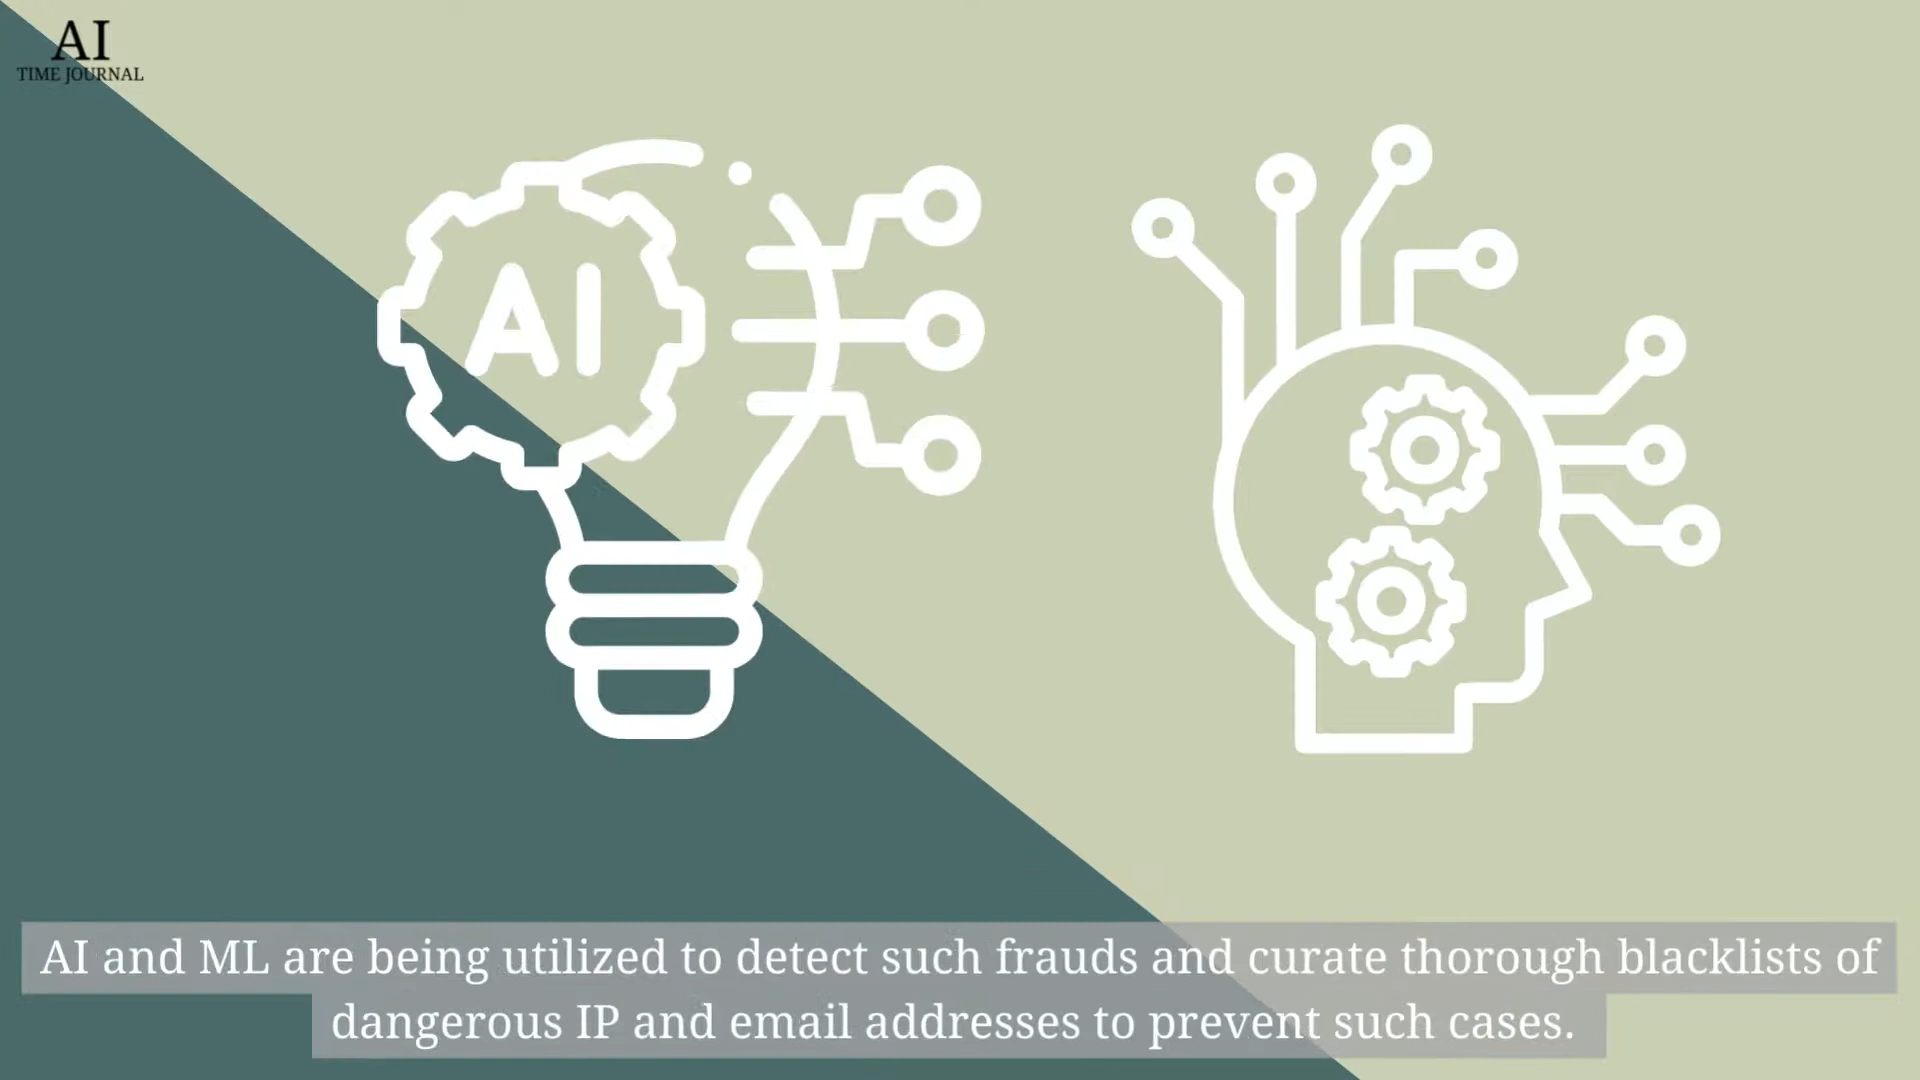 AI
TIME JOURNAL
AI
AI and ML are being utilized to detect such frauds and curate thorough blacklists of
dangerous IP and email addresses to prevent such cases.